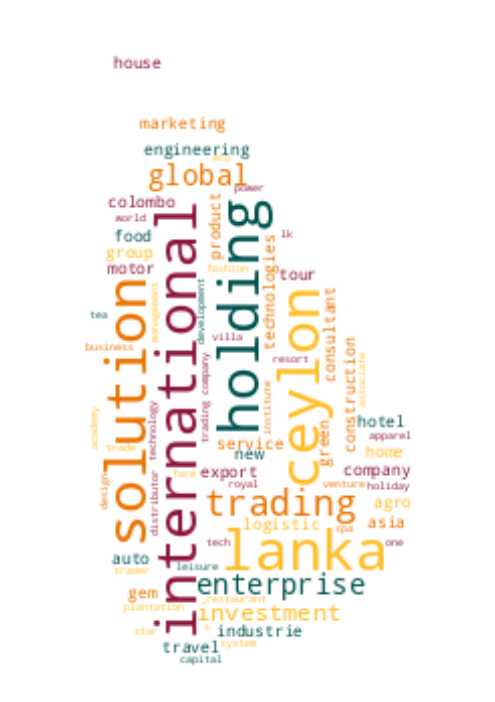 house
marketing
engineering
eco
global
power
colombo
product
world
international
holding
food
lk
group
technologies
motor
fashion
tour
solution
management
development
ceylon
consultant
tea
villa
business
construction
resort
trading company
associate
institute
technology
academy
hotel
green
apparel
service
trade
new
home
distributor
design
farm
export
company
royal
venture
holiday
trading
agro
logistic
asia
spa
lanka
tech
one
auto
leisure
trader
enterprise
gem
restaurant
plantation
investment
star
s
industrie
travel
system
capital